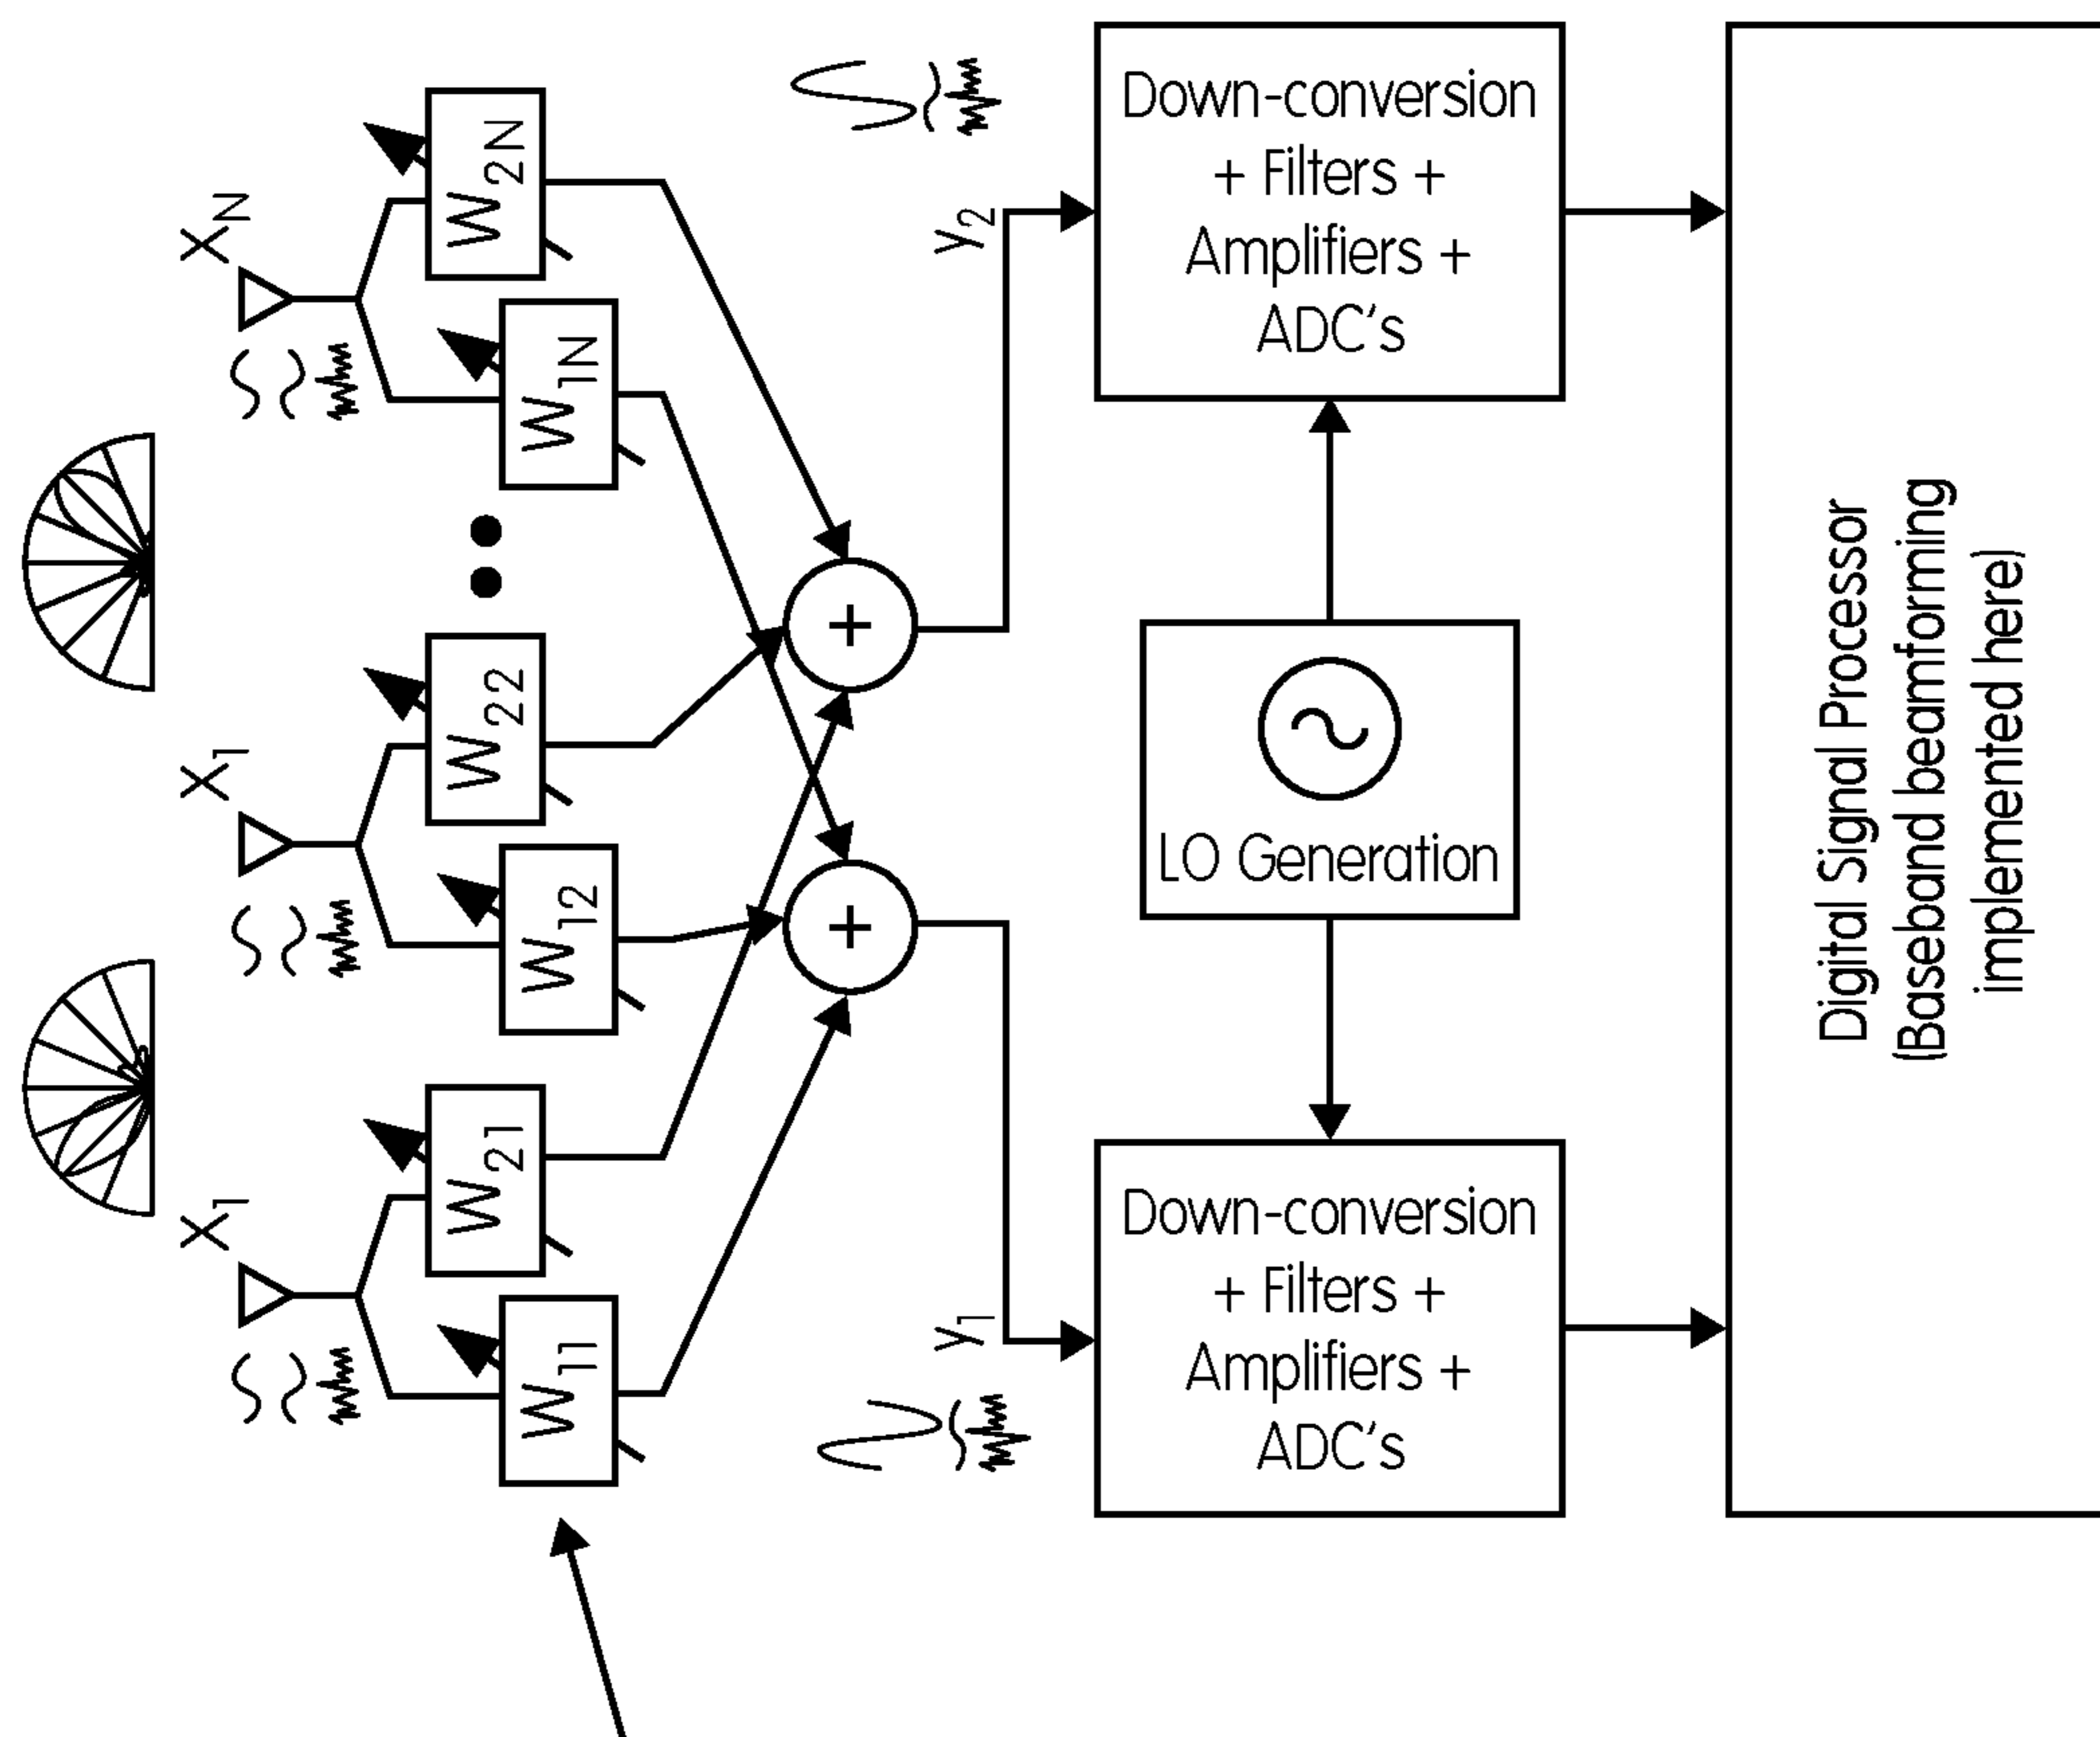 X1
X1
XN
W11
W21
W12
W22
W1N
W2N
+
+
y1
y2
Down-conversion
+ Filters +
Amplifiers +
ADC's
LO Generation
Down-conversion
+ Filters +
Amplifiers +
ADC's
Digital Signal Processor
(Baseband beamforming
implemented here)